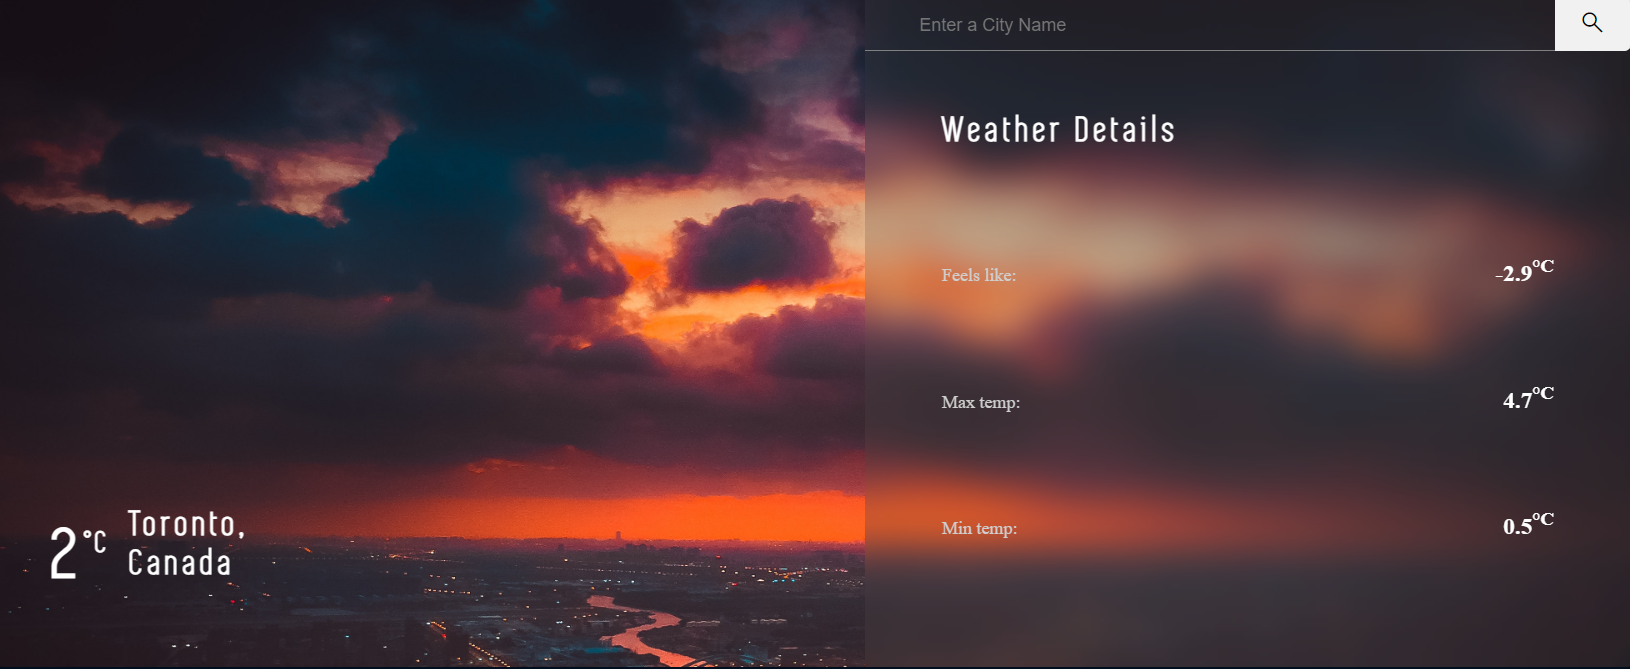 Enter a City Name
Weather Details
Feels like: -2.9°C
Max temp: 4.7°C
Min temp: 0.5°C
2°C
Toronto,
Canada